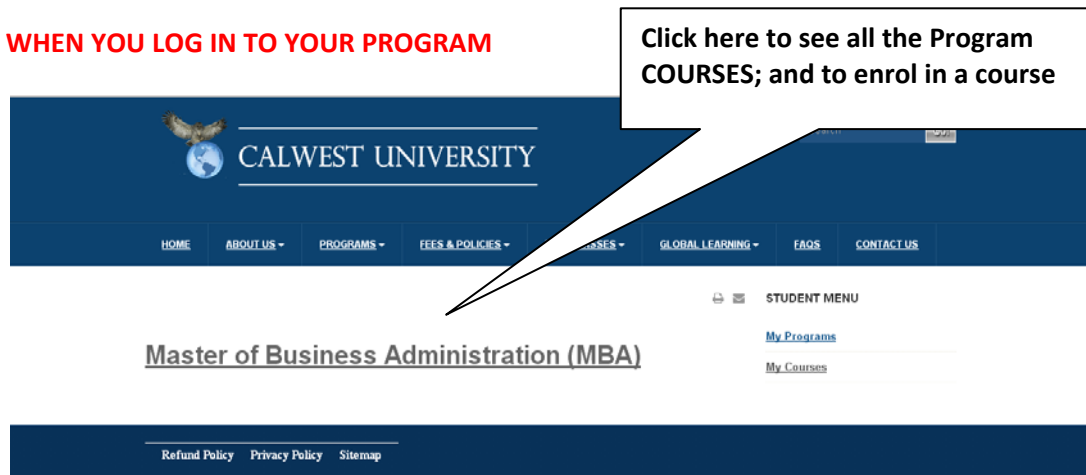 WHEN YOU LOG IN TO YOUR PROGRAM
Click here to see all the Program
COURSES; and to enrol in a course
CALWEST UNIVERSITY
HOME ABOUT US PROGRAMS FEES & POLICIES GLOBAL LEARNING FAQS CONTACT US
STUDENT MENU
My Programs
Master of Business Administration (MBA)
My Courses
Refund Policy Privacy Policy Sitemap